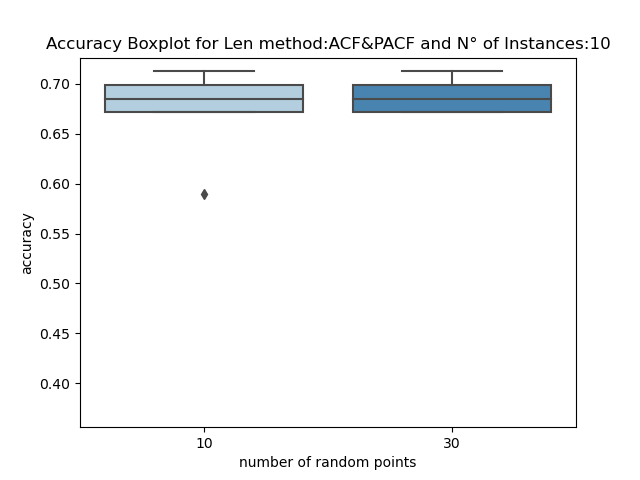 Accuracy Boxplot for Len method:ACF&PACF and N° of Instances:10
0.70
0.65
0.60
0.55
0.50
0.45
0.40
accuracy
10 30
number of random points